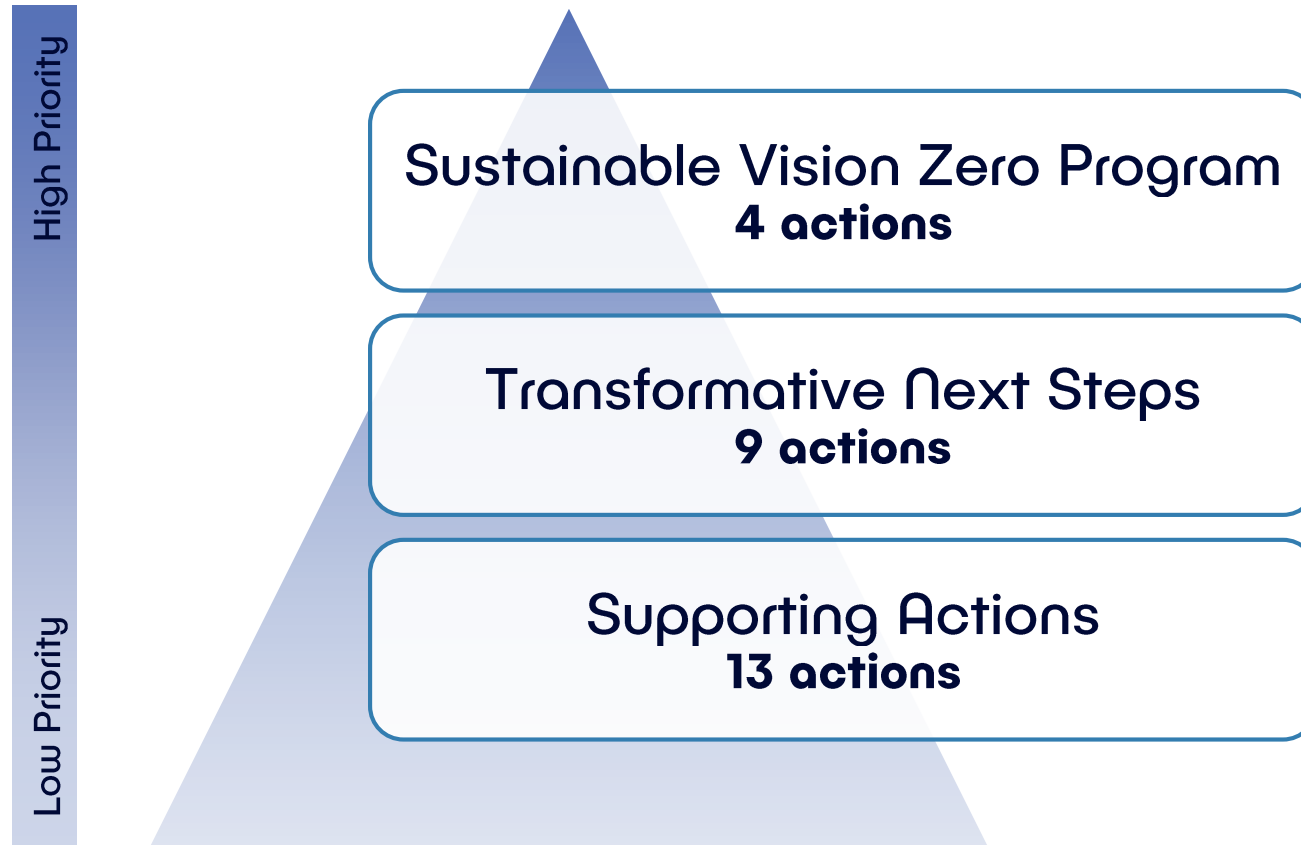 High Priority
Sustainable Vision Zero Program
4 actions
Transformative Next Steps
9 actions
Supporting Actions
13 actions
Low Priority